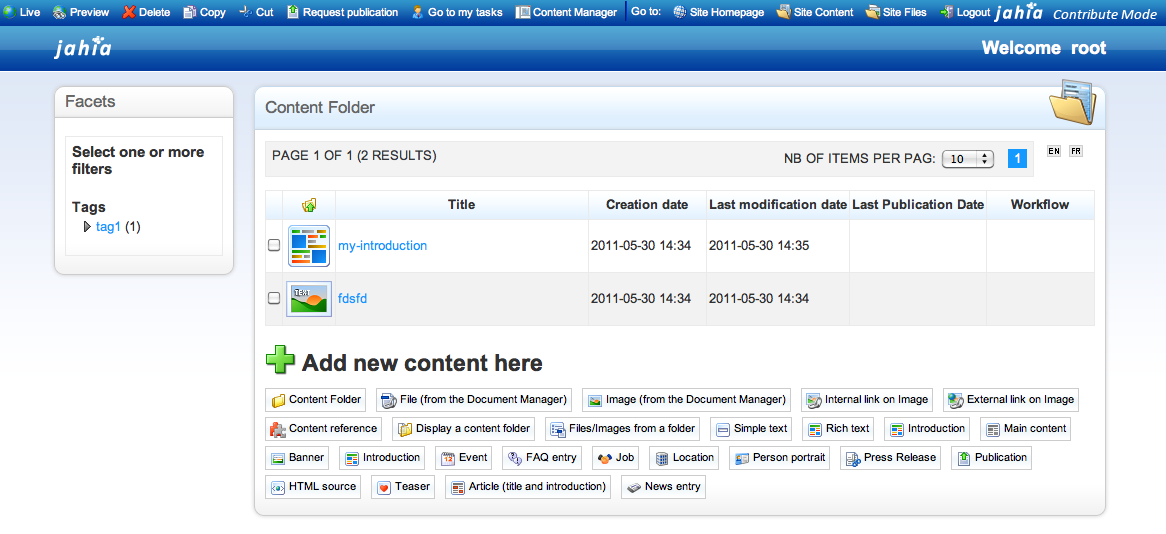 Live Preview Delete Copy Cut Request publication Go to my tasks Content Manager Go to: Site Homepage Site Content Site Files Logout jahia Contribute Mode
jahia Welcome root
Facets
Select one or more
filters
Tags
tag1 (1)
Content Folder
PAGE 1 OF 1 (2 RESULTS) NB OF ITEMS PER PAG: 10 1 EN FR
Title Creation date Last modification date Last Publication Date Workflow
my-introduction 2011-05-30 14:34 2011-05-30 14:35
TEXT fdsfd 2011-05-30 14:34 2011-05-30 14:34
Add new content here
Content Folder File (from the Document Manager) Image (from the Document Manager) Internal link on Image External link on Image
Content reference Display a content folder Files/Images from a folder Simple text Rich text Introduction Main content
Banner Introduction 12 Event FAQ entry Job Location Person portrait Press Release Publication
HTML source Teaser Article (title and introduction) News entry